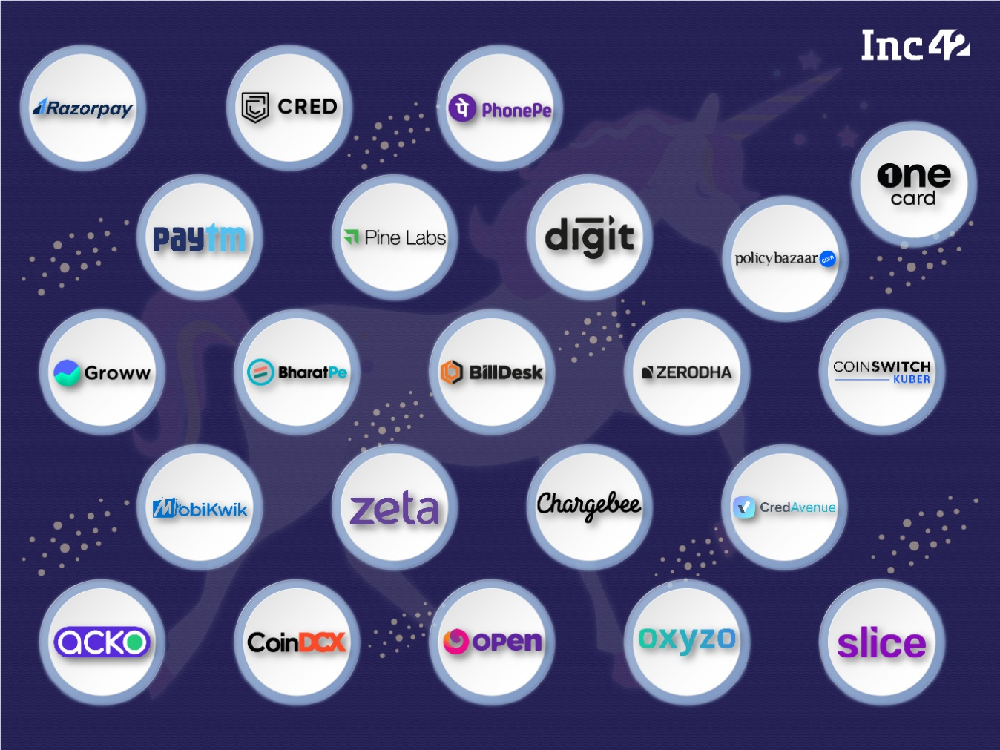 Inc42
Razorpay
CRED
पे PhonePe
1ne
card
paytm
Pine Labs
digit
policybazaar com
Groww
BharatPe
BillDesk
ZERODHA
COINSWITCH
KUBER
MobiKwik
zeta
Chargebee
CredAvenue
acko
CoinDCX
open
oxyzo
slice